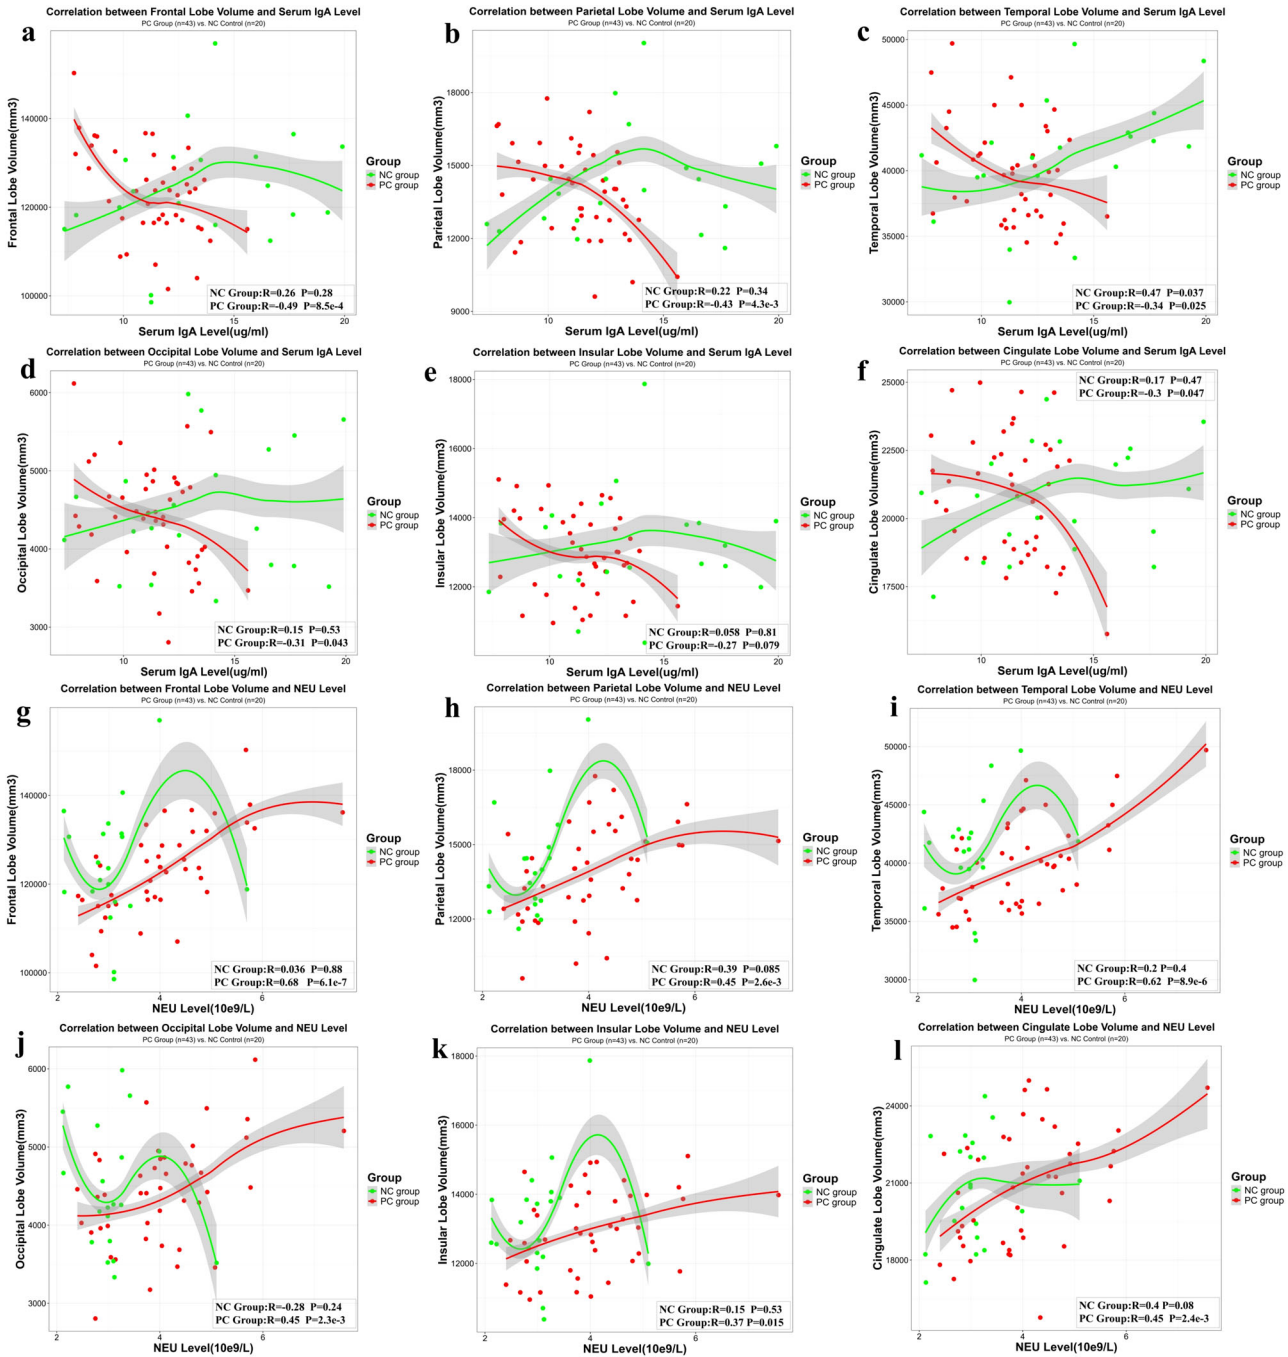 a
Correlation between Frontal Lobe Volume and Serum IgA Level
PC Group (n=43) vs. NC Control (n=20)
Frontal Lobe Volume(mm3)
140000
120000
100000
10
15
20
Serum IgA Level(ug/ml)
NC Group:R=0.26 P=0.28
PC Group:R=-0.49 P=8.5e-4
Group
NC group
PC group
b
Correlation between Parietal Lobe Volume and Serum IgA Level
PC Group (n=43) vs. NC Control (n=20)
Parietal Lobe Volume(mm3)
18000
15000
12000
9000
10
15
20
Serum IgA Level(ug/ml)
NC Group:R=0.22 P=0.34
PC Group:R=-0.43 P=4.3e-3
Group
NC group
PC group
c
Correlation between Temporal Lobe Volume and Serum IgA Level
PC Group (n=43) vs. NC Control (n=20)
Temporal Lobe Volume(mm3)
50000
45000
40000
35000
30000
10
15
20
Serum IgA Level(ug/ml)
NC Group:R=0.47 P=0.037
PC Group:R=-0.34 P=0.025
Group
NC group
PC group
d
Correlation between Occipital Lobe Volume and Serum IgA Level
PC Group (n=43) vs. NC Control (n=20)
Occipital Lobe Volume(mm3)
6000
5000
4000
3000
10
15
20
Serum IgA Level(ug/ml)
NC Group:R=0.15 P=0.53
PC Group:R=-0.31 P=0.043
Group
NC group
PC group
e
Correlation between Insular Lobe Volume and Serum IgA Level
PC Group (n=43) vs. NC Control (n=20)
Insular Lobe Volume(mm3)
18000
16000
14000
12000
10
15
20
Serum IgA Level(ug/ml)
NC Group:R=0.058 P=0.81
PC Group:R=-0.27 P=0.079
Group
NC group
PC group
f
Correlation between Cingulate Lobe Volume and Serum IgA Level
PC Group (n=43) vs. NC Control (n=20)
Cingulate Lobe Volume(mm3)
25000
22500
20000
17500
10
15
20
Serum IgA Level(ug/ml)
NC Group:R=0.17 P=0.47
PC Group:R=-0.3 P=0.047
Group
NC group
PC group
g
Correlation between Frontal Lobe Volume and NEU Level
PC Group (n=43) vs. NC Control (n=20)
Frontal Lobe Volume(mm3)
140000
120000
100000
2
4
6
NEU Level(10e9/L)
NC Group:R=0.036 P=0.88
PC Group:R=0.68 P=6.1e-7
Group
NC group
PC group
h
Correlation between Parietal Lobe Volume and NEU Level
PC Group (n=43) vs. NC Control (n=20)
Parietal Lobe Volume(mm3)
18000
15000
12000
2
4
6
NEU Level(10e9/L)
NC Group:R=0.39 P=0.085
PC Group:R=0.45 P=2.6e-3
Group
NC group
PC group
i
Correlation between Temporal Lobe Volume and NEU Level
PC Group (n=43) vs. NC Control (n=20)
Temporal Lobe Volume(mm3)
50000
45000
40000
35000
30000
2
4
6
NEU Level(10e9/L)
NC Group:R=0.2 P=0.4
PC Group:R=0.62 P=8.9e-6
Group
NC group
PC group
j
Correlation between Occipital Lobe Volume and NEU Level
PC Group (n=43) vs. NC Control (n=20)
Occipital Lobe Volume(mm3)
6000
5000
4000
3000
2
4
6
NEU Level(10e9/L)
NC Group:R=-0.28 P=0.24
PC Group:R=0.45 P=2.3e-3
Group
NC group
PC group
k
Correlation between Insular Lobe Volume and NEU Level
PC Group (n=43) vs. NC Control (n=20)
Insular Lobe Volume(mm3)
18000
16000
14000
12000
2
4
6
NEU Level(10e9/L)
NC Group:R=0.15 P=0.53
PC Group:R=0.37 P=0.015
Group
NC group
PC group
l
Correlation between Cingulate Lobe Volume and NEU Level
PC Group (n=43) vs. NC Control (n=20)
Cingulate Lobe Volume(mm3)
24000
21000
18000
2
4
6
NEU Level(10e9/L)
NC Group:R=0.4 P=0.08
PC Group:R=0.45 P=2.4e-3
Group
NC group
PC group